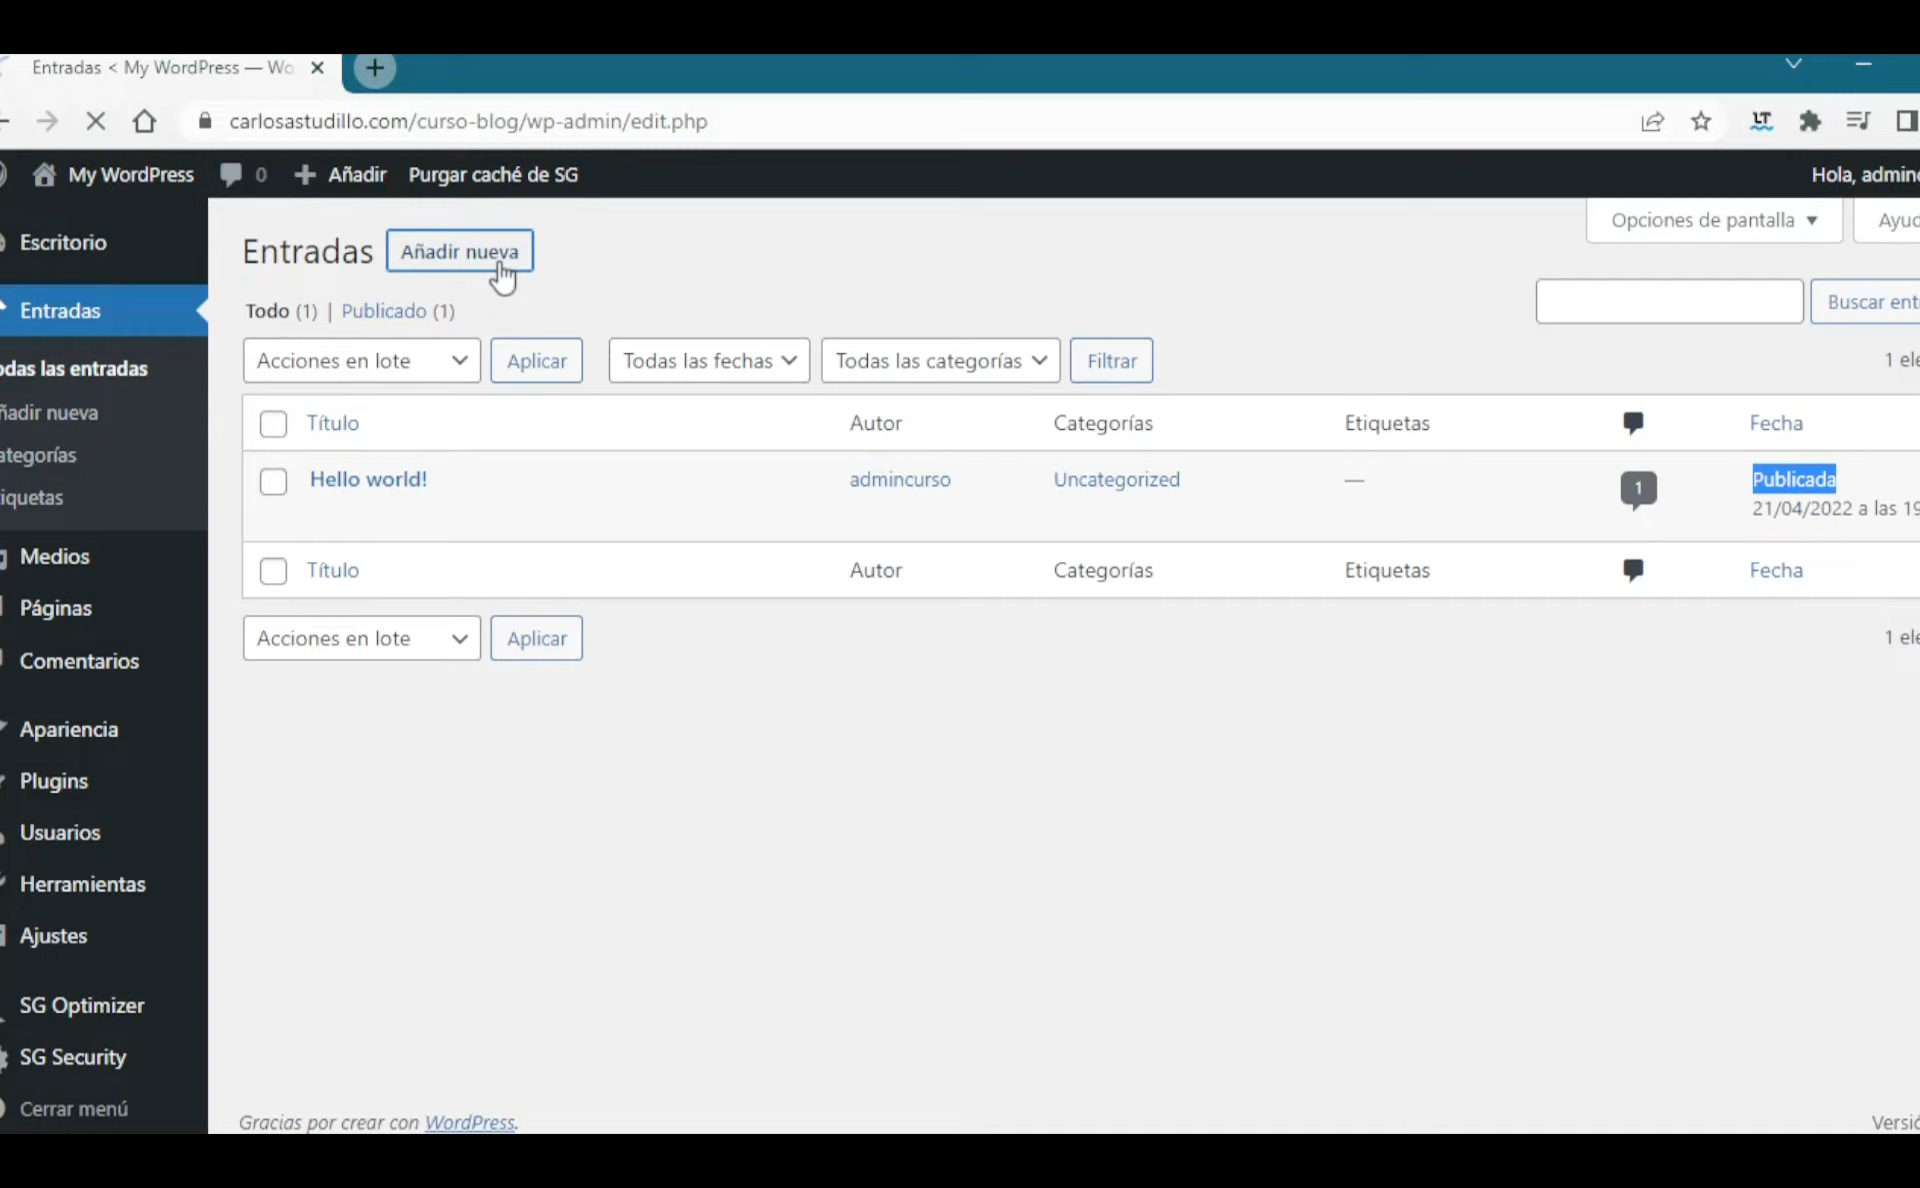 Entradas < My WordPress — Wo
carlosastudillo.com/curso-blog/wp-admin/edit.php
LT
My WordPress 0 Añadir Purgar caché de SG Hola, admin
Opciones de pantalla
Escritorio
Entradas Añadir nueva
Entradas
Todo (1) | Publicado (1)
Buscar ent
odas las entradas
Acciones en lote Aplicar Todas las fechas Todas las categorías Filtrar 1 ele
ñadir nueva
Título Autor Categorías Etiquetas Fecha
ategorías
Hello world! admincurso Uncategorized — 1 Publicada
iquetas
21/04/2022 a las 19
Medios
Título Autor Categorías Etiquetas Fecha
Páginas
Acciones en lote Aplicar 1 ele
Comentarios
Apariencia
Plugins
Usuarios
Herramientas
Ajustes
SG Optimizer
SG Security
Cerrar menú
Gracias por crear con WordPress.
Versió